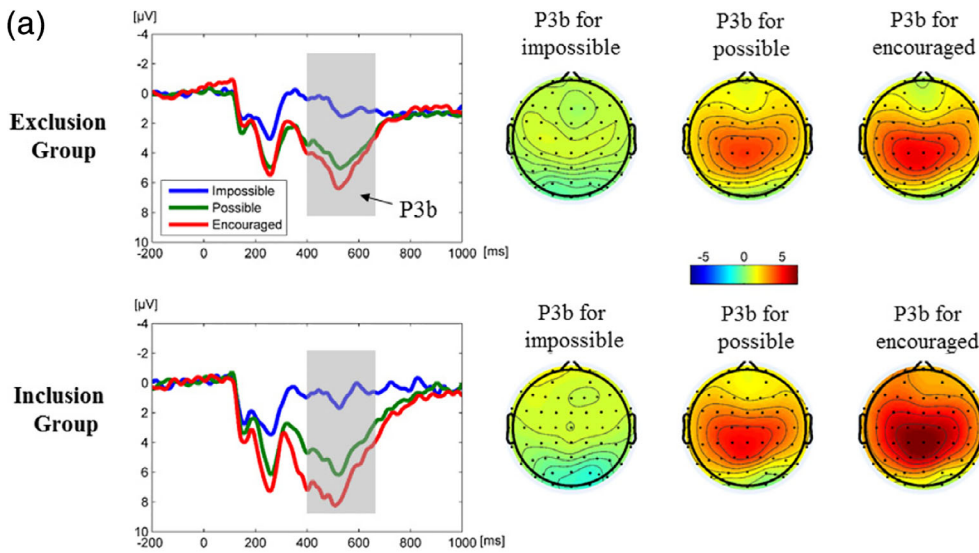 (a)
[μV]
-4
-2
0
2
4
6
8
10
-200
0
200
400
600
800
1000
[ms]
Exclusion
Group
Impossible
Possible
Encouraged
P3b
P3b for
impossible
P3b for
possible
P3b for
encouraged
-5
0
5
[μV]
-4
-2
0
2
4
6
8
10
-200
0
200
400
600
800
1000
[ms]
Inclusion
Group
P3b for
impossible
P3b for
possible
P3b for
encouraged